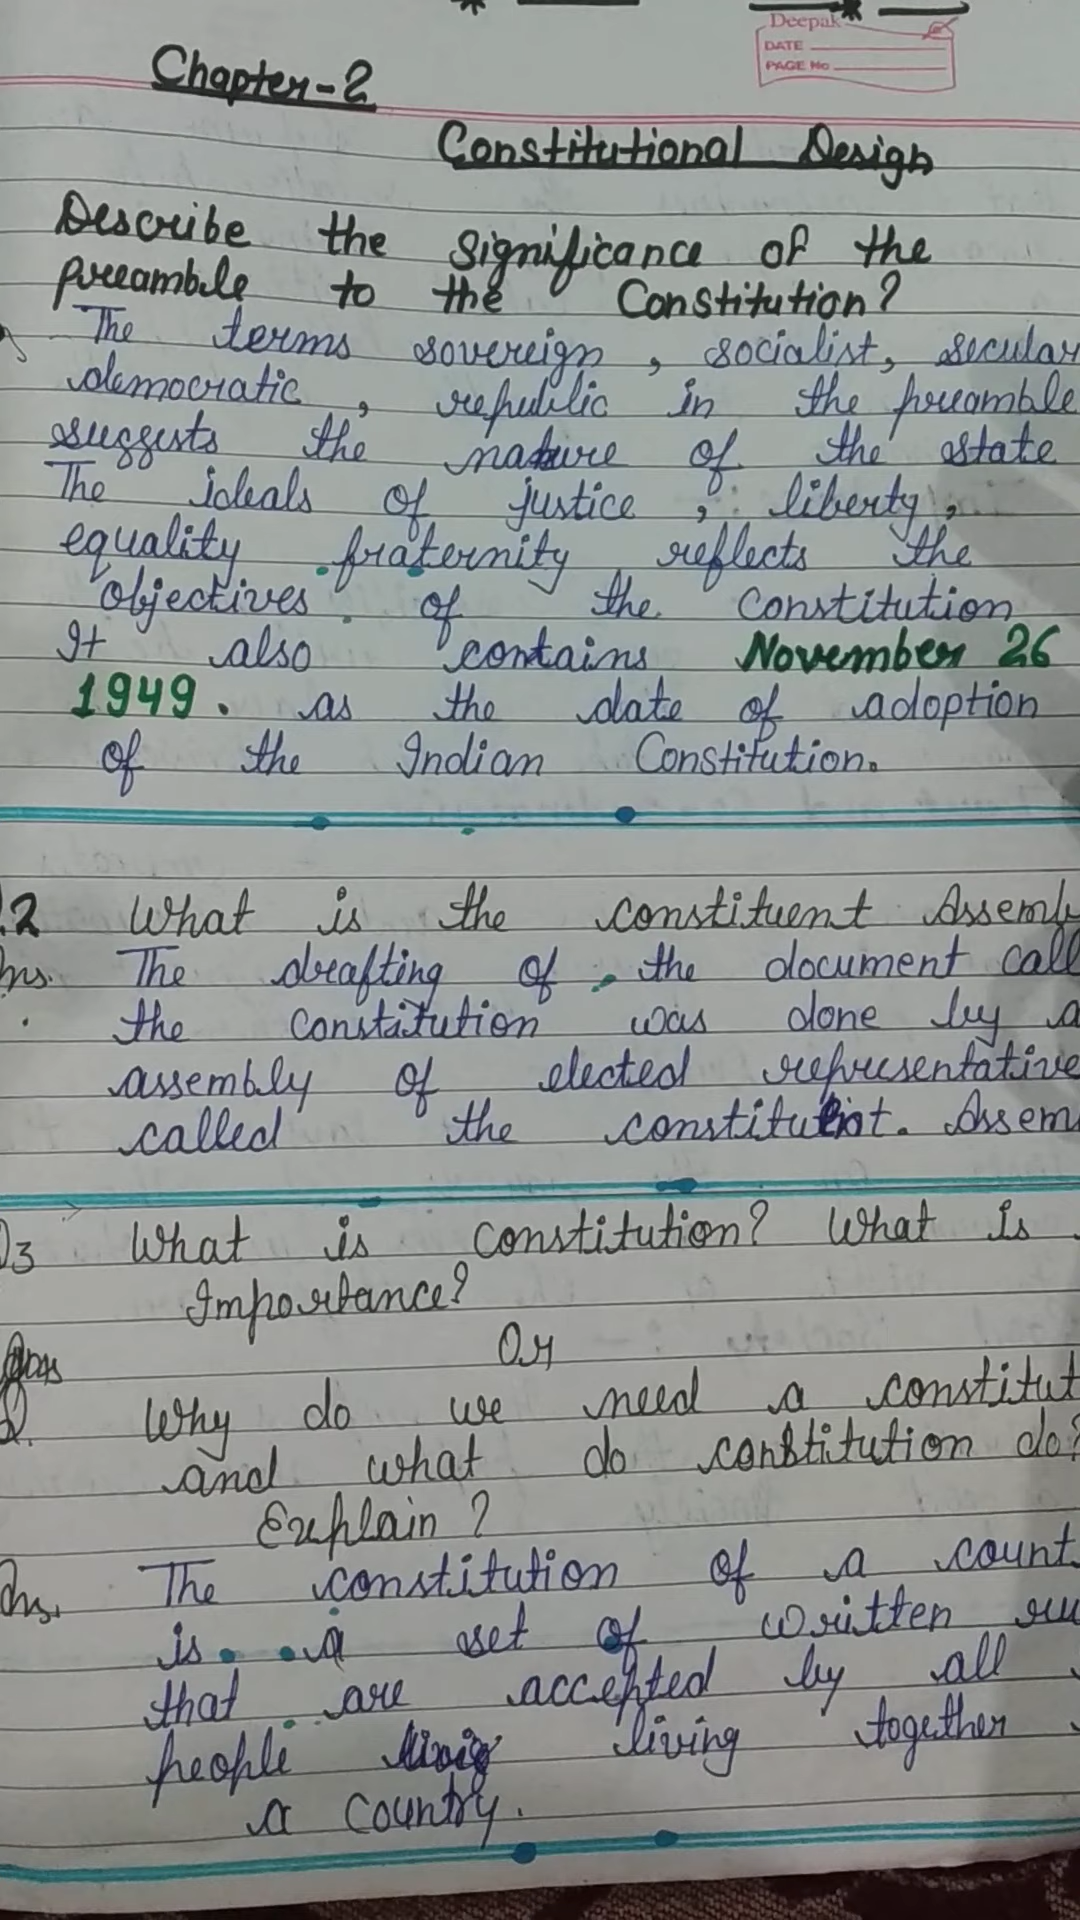 Deepak
DATE
PAGE No
Chapter-2
Constitutional Design
Describe the significance of the
preeamble to the Constitution?
The terms sovereign, socialist, secular
democratic, republic in the preamble
suggests the nature of the state
The ideals of justice, liberty,
equality fraternity reflects the
objectives of the constitution
It also contains November 26
1949. as the date of adoption
of the Indian Constitution.
.2 What is the constituent Assemb
ns. The drafting of the document call
the constitution was done by a
assembly of elected representative
called the constituent. Assem
Q3 What is constitution? What is
Importance?
Or
Why do we need a constitut
and what do constitution do?
Explain?
Ans. The constitution of a count
is a set of written ru
that are accepted by all
people living together
a country.